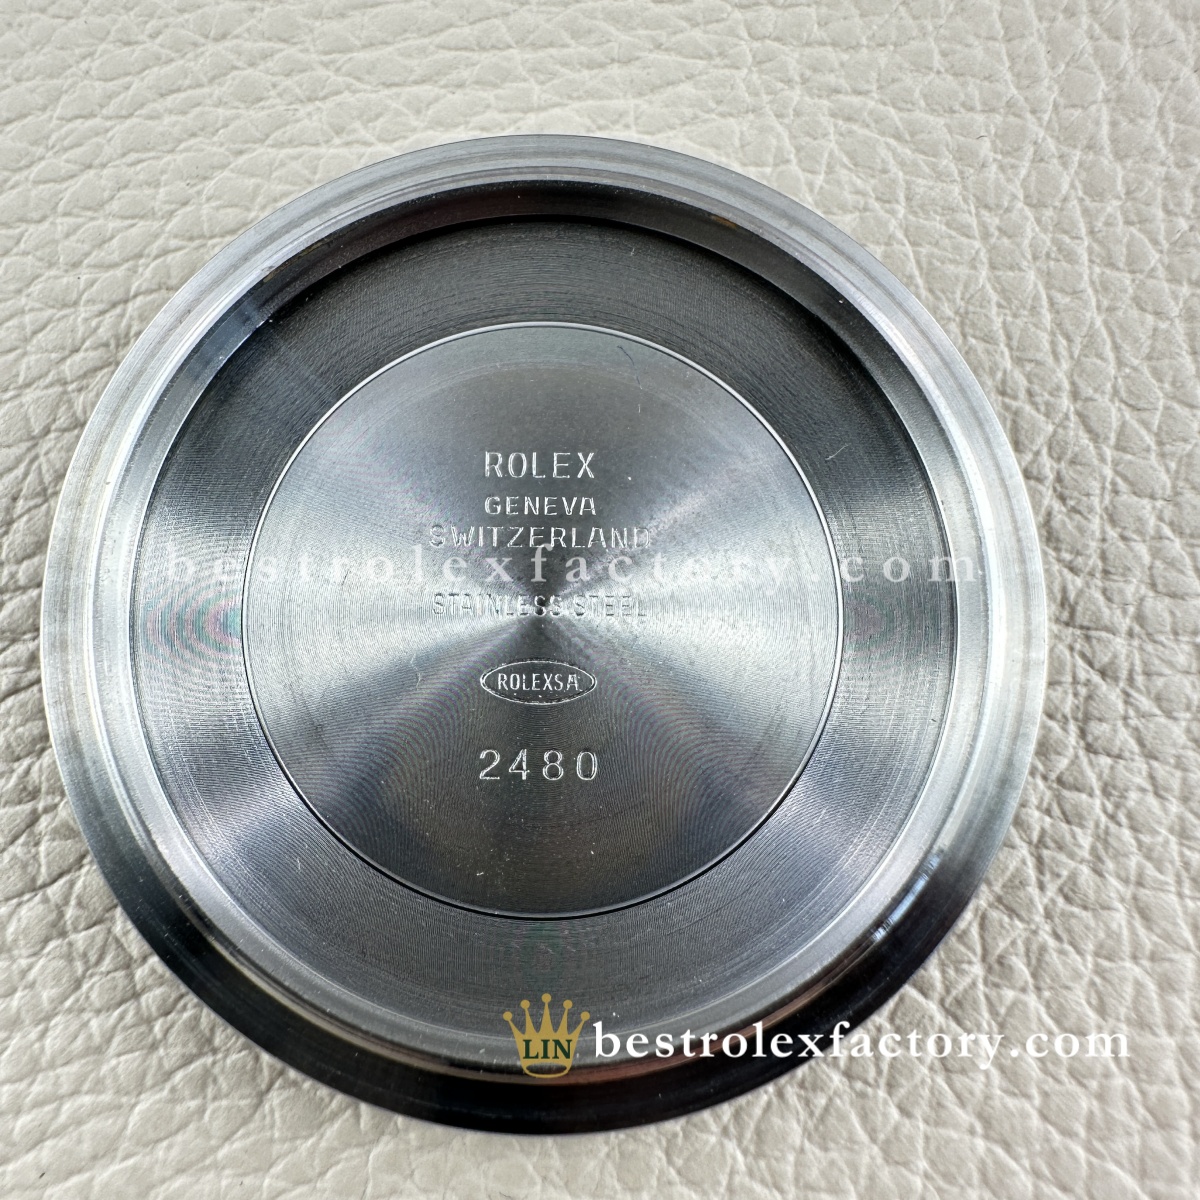 ROLEX
GENEVA
SWITZERLAND
bestrolexfactory.com
STAINLESS STEEL
ROLEXSA
2480
LIN bestrolexfactory.com